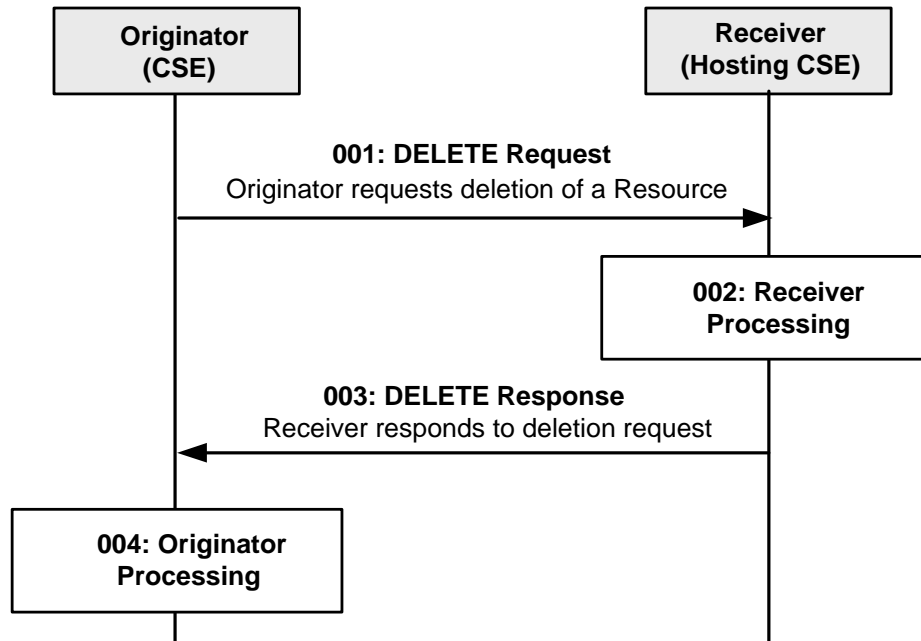 Originator
(CSE)
Receiver
(Hosting CSE)
001: DELETE Request
Originator requests deletion of a Resource
002: Receiver
Processing
003: DELETE Response
Receiver responds to deletion request
004: Originator
Processing